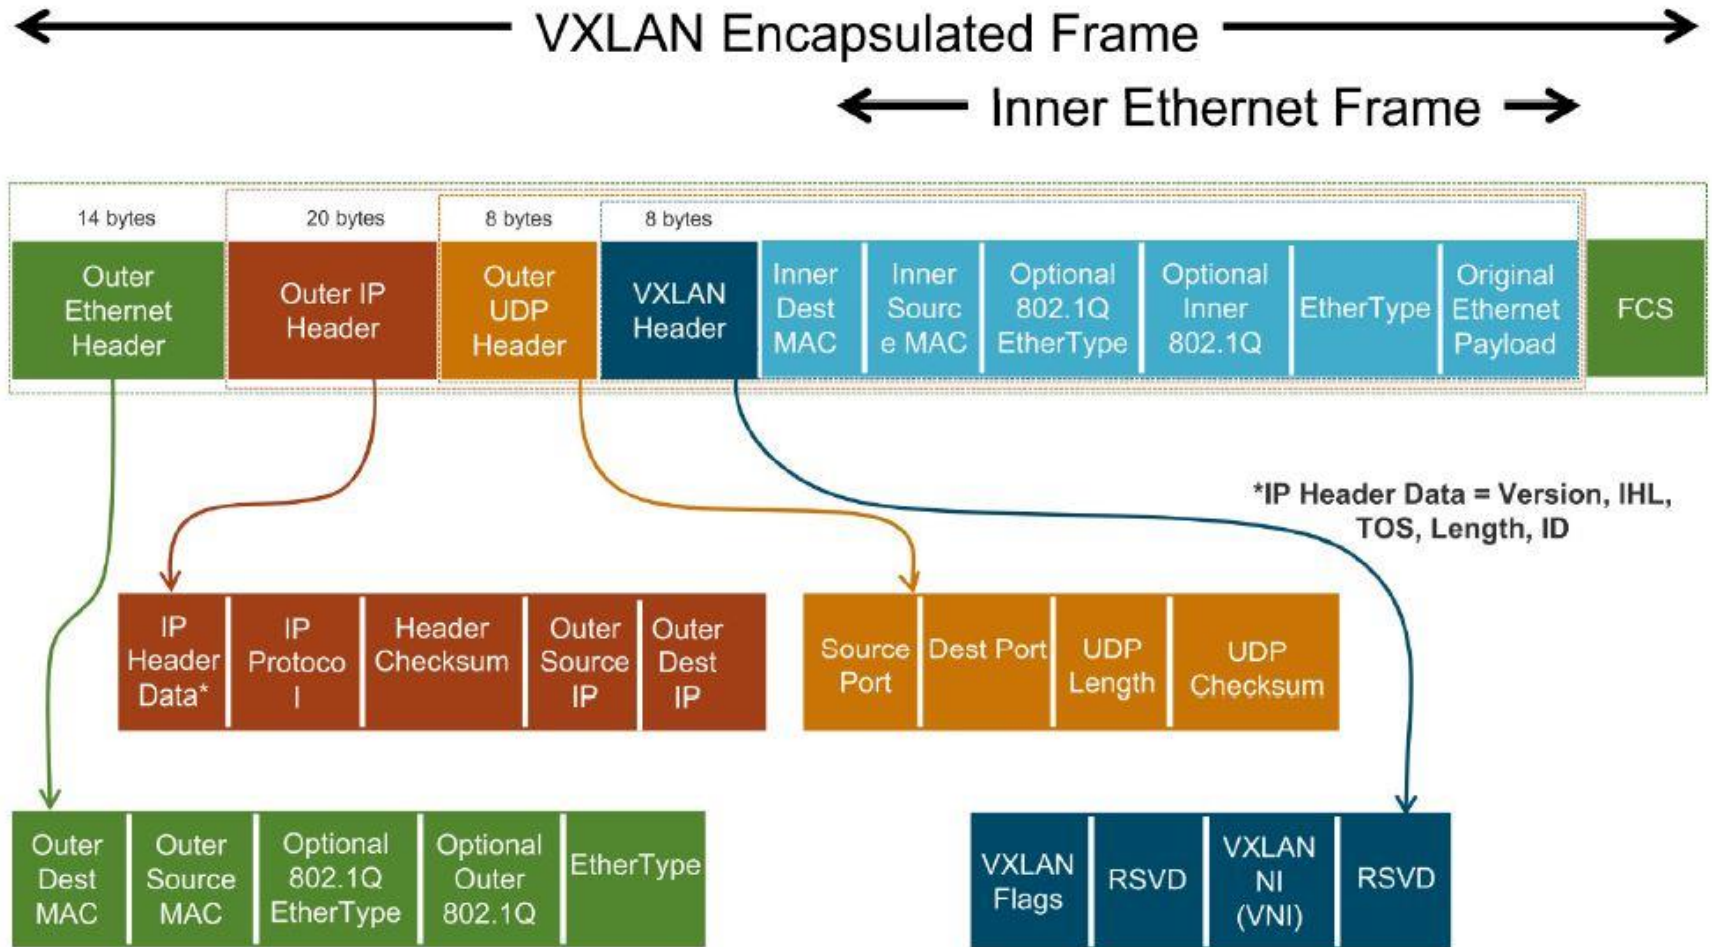 VXLAN Encapsulated Frame
Inner Ethernet Frame
14 bytes
20 bytes
8 bytes
8 bytes
Outer
Ethernet
Header
Outer IP
Header
Outer
UDP
Header
VXLAN
Header
Inner
Dest
MAC
Inner
Sourc
e MAC
Optional
802.1Q
EtherType
Optional
Inner
802.1Q
EtherType
Original
Ethernet
Payload
FCS
*IP Header Data = Version, IHL,
TOS, Length, ID
IP
Header
Data*
IP
Protoco
l
Header
Checksum
Outer
Source
IP
Outer
Dest
IP
Source
Port
Dest Port
UDP
Length
UDP
Checksum
Outer
Dest
MAC
Outer
Source
MAC
Optional
802.1Q
EtherType
Optional
Outer
802.1Q
EtherType
VXLAN
Flags
RSVD
VXLAN
NI
(VNI)
RSVD